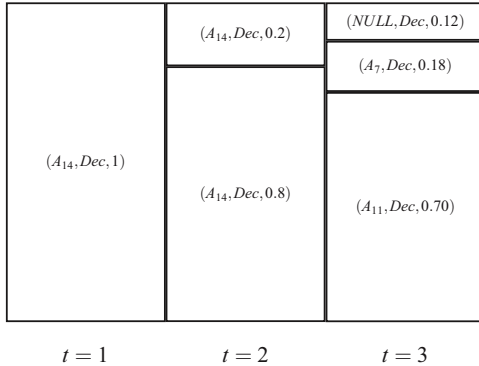 (A₁₄, Dec, 1)
(A₁₄, Dec, 0.2)
(A₁₄, Dec, 0.8)
(NULL, Dec, 0.12)
(A₇, Dec, 0.18)
(A₁₁, Dec, 0.70)
t = 1
t = 2
t = 3